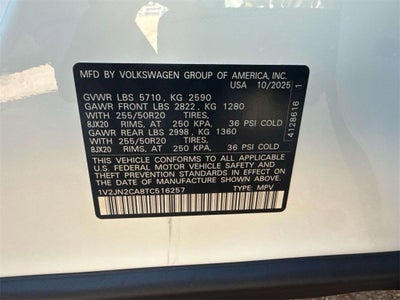 MFD BY VOLKSWAGEN GROUP OF AMERICA, INC.
USA 10/2025
GVWR LBS 5710, KG 2590
GAWR FRONT LBS 2822, KG 1280
WITH 255/50R20 TIRES,
8JX20 RIMS, AT 250 KPA, 36 PSI COLD
GAWR REAR LBS 2998, KG 1360
WITH 255/50R20 TIRES,
8JX20 RIMS, AT 250 KPA, 36 PSI COLD
THIS VEHICLE CONFORMS TO ALL APPLICABLE
U.S. FEDERAL MOTOR VEHICLE SAFETY AND
THEFT PREVENTION STANDARDS IN EFFECT ON
THE DATE OF MANUFACTURE SHOWN ABOVE.
1V2JN2CA8TC516257 TYPE: MPV
4128616 1